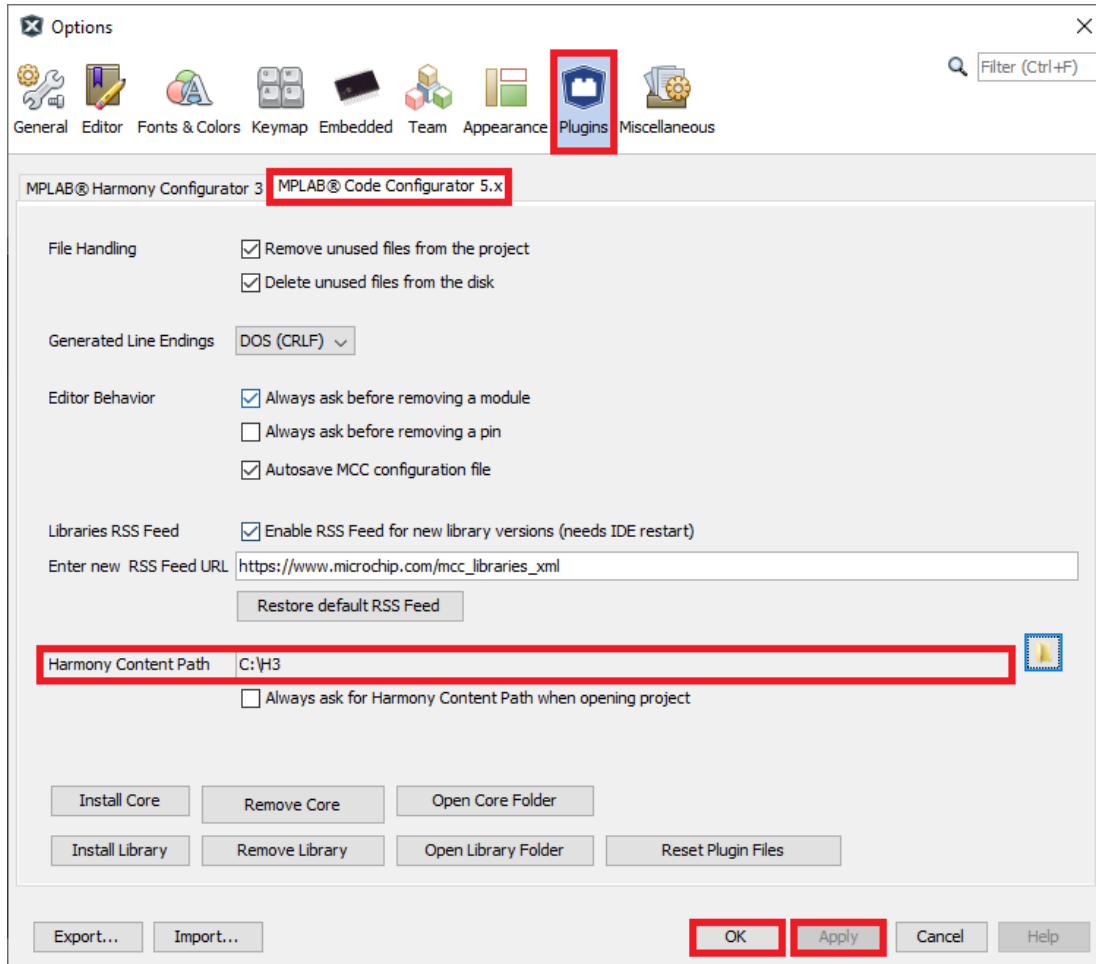 Options
Filter (Ctrl+F)
General Editor Fonts & Colors Keymap Embedded Team Appearance Plugins Miscellaneous
MPLAB® Harmony Configurator 3 MPLAB® Code Configurator 5.x
File Handling Remove unused files from the project
Delete unused files from the disk
Generated Line Endings DOS (CRLF)
Editor Behavior Always ask before removing a module
Always ask before removing a pin
Autosave MCC configuration file
Libraries RSS Feed Enable RSS Feed for new library versions (needs IDE restart)
Enter new RSS Feed URL https://www.microchip.com/mcc_libraries_xml
Restore default RSS Feed
Harmony Content Path C:\H3
Always ask for Harmony Content Path when opening project
Install Core Remove Core Open Core Folder
Install Library Remove Library Open Library Folder Reset Plugin Files
Export... Import... OK Apply Cancel Help